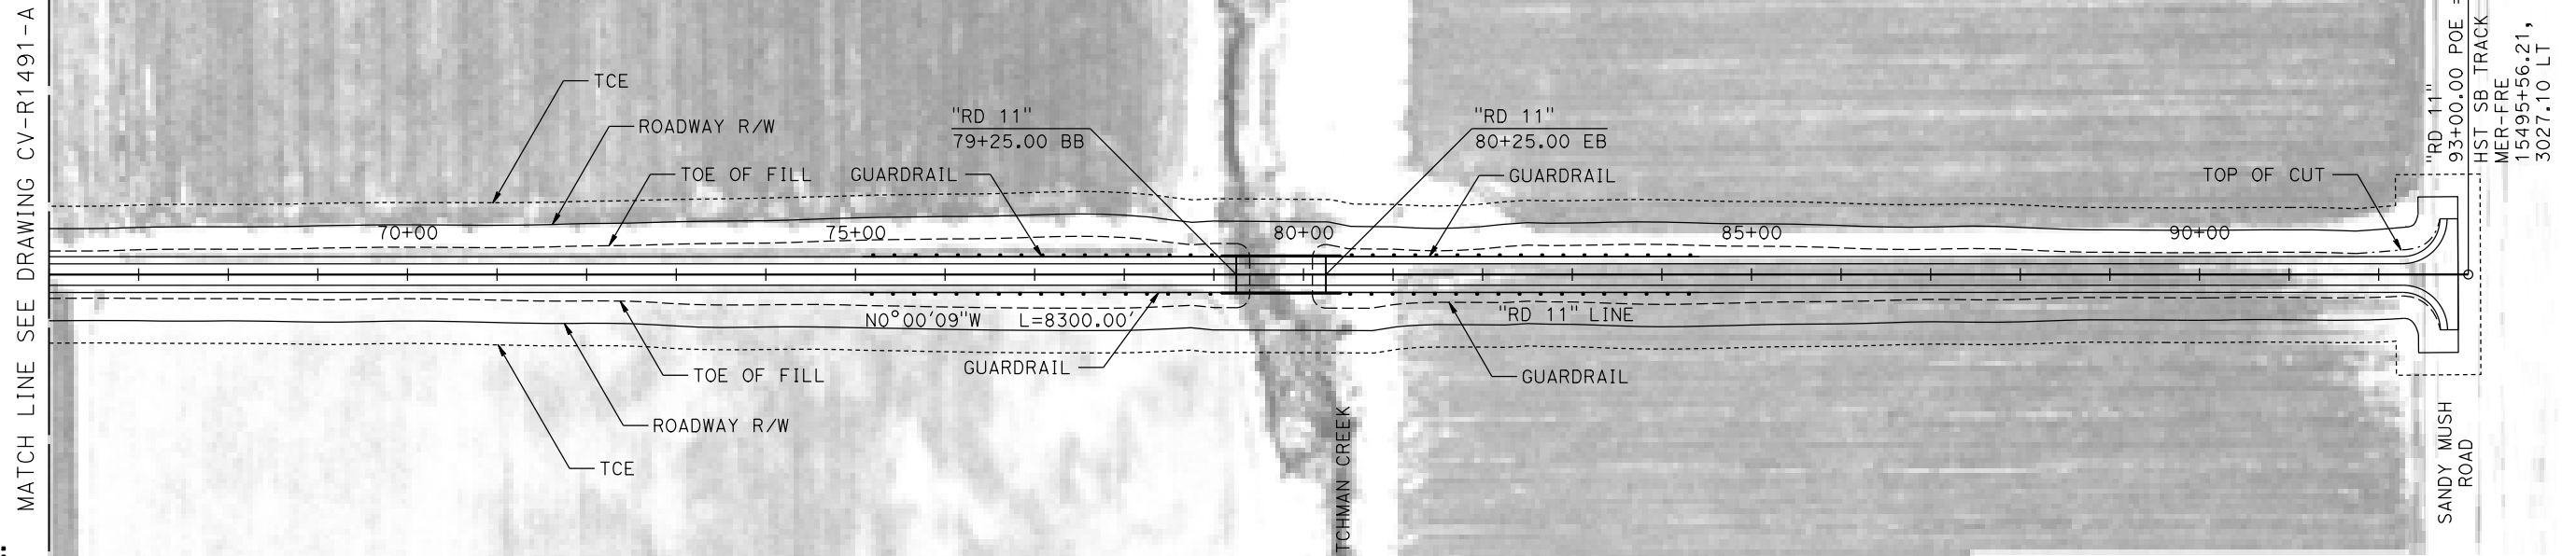 MATCH LINE SEE DRAWING CV-R1491-A
TCE
ROADWAY R/W
TOE OF FILL
GUARDRAIL
"RD 11"
79+25.00 BB
"RD 11"
80+25.00 EB
GUARDRAIL
TOP OF CUT
"RD 11"
93+00.00 POE =
HST SB TRACK
MER-FRE
15495+56.21,
3027.10 LT
70+00
75+00
80+00
85+00
90+00
N0°00'09"W L=8300.00'
"RD 11" LINE
GUARDRAIL
GUARDRAIL
TOE OF FILL
ROADWAY R/W
TCE
TCHMAN CREEK
SANDY MUSH
ROAD